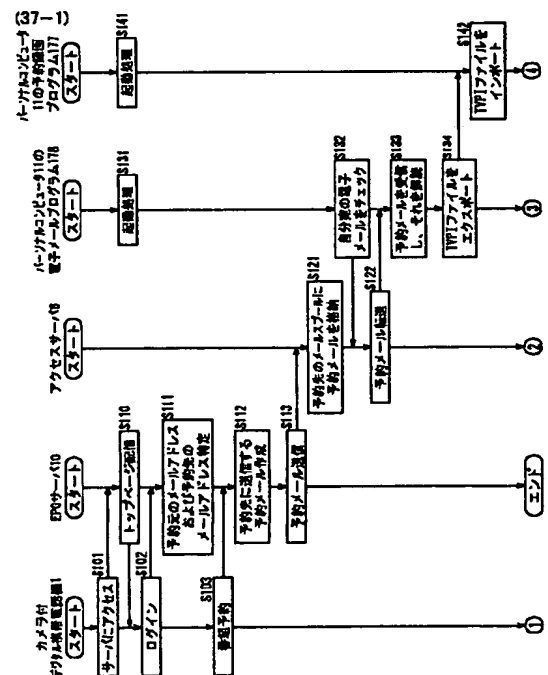 (37-1)
カメラ付
デジタル携帯電話機1
スタート
S101
サーバにアクセス
S102
ログイン
S103
番組予約
①
EPGサーバ10
スタート
S110
トップページ配信
S111
予約元のメールアドレス
および予約先の
メールアドレス特定
S112
予約先に送信する
予約メール作成
S113
予約メール送信
エンド
アクセスサーバ6
スタート
S121
予約先のメールスプールに
予約メールを格納
S122
予約メール転送
②
パーソナルコンピュータ11の
電子メールプログラム178
スタート
S131
起動処理
S132
自分宛の電子
メールをチェック
S133
予約メールを受信
し、それを解読
S134
TVPIファイルを
エクスポート
③
パーソナルコンピュータ
11の予約録画
プログラム177
スタート
S141
起動処理
S142
TVPIファイルを
インポート
④